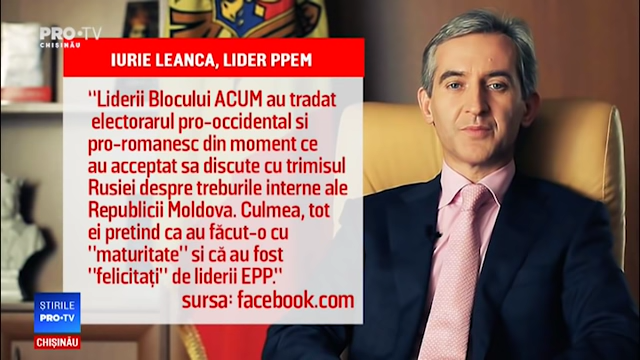 PRO·TV
CHIȘINĂU
IURIE LEANCA, LIDER PPEM
"Liderii Blocului ACUM au tradat
electorarul pro-occidental si
pro-romanesc din moment ce
au acceptat sa discute cu trimisul
Rusiei despre treburile interne ale
Republicii Moldova. Culmea, tot
ei pretind ca au făcut-o cu
"maturitate" si că au fost
"felicitați" de liderii EPP."
sursa: facebook.com
ȘTIRILE
PRO·TV
CHIȘINĂU